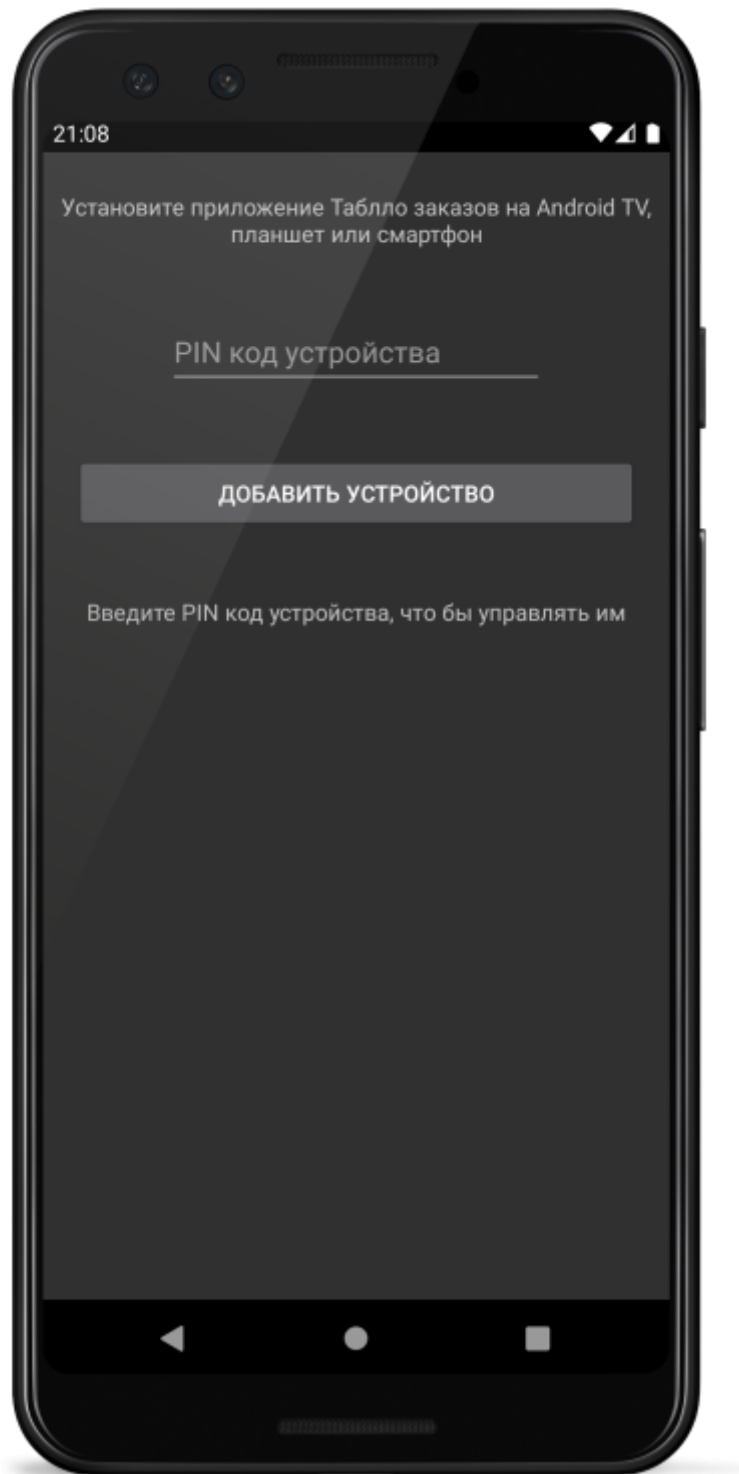 21:08
Установите приложение Таблло заказов на Android TV,
планшет или смартфон
PIN код устройства
ДОБАВИТЬ УСТРОЙСТВО
Введите PIN код устройства, что бы управлять им